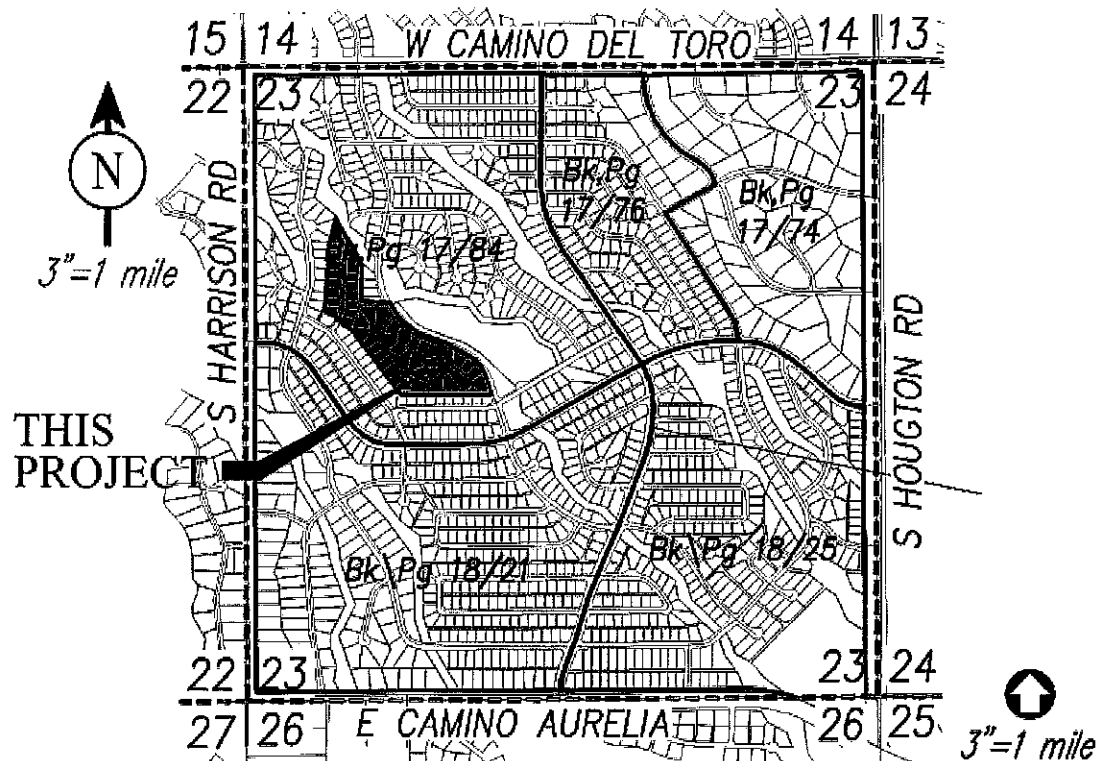 15 14 W CAMINO DEL TORO 14 13
22 23 23 24
N
3"=1 mile
S HARRISON RD
Bk,Pg
17/76
Bk,Pg
17/74
Pg 17/84
S HOUGTON RD
THIS
PROJECT
Bk Pg 18/21
Bk Pg 18/25
22 23 23 24
27 26 E CAMINO AURELIA 26 25
3"=1 mile